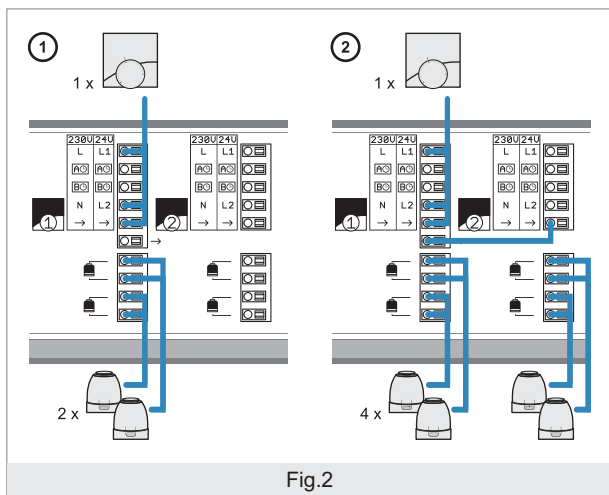 1
1 x
230V 24V 230V 24V
L L1 L L1
A A A A
B B B B
1 N L2 2 N L2
→ → → →
→
2 x
2
1 x
230V 24V 230V 24V
L L1 L L1
A A A A
B B B B
1 N L2 2 N L2
→ → → →
4 x
Fig.2